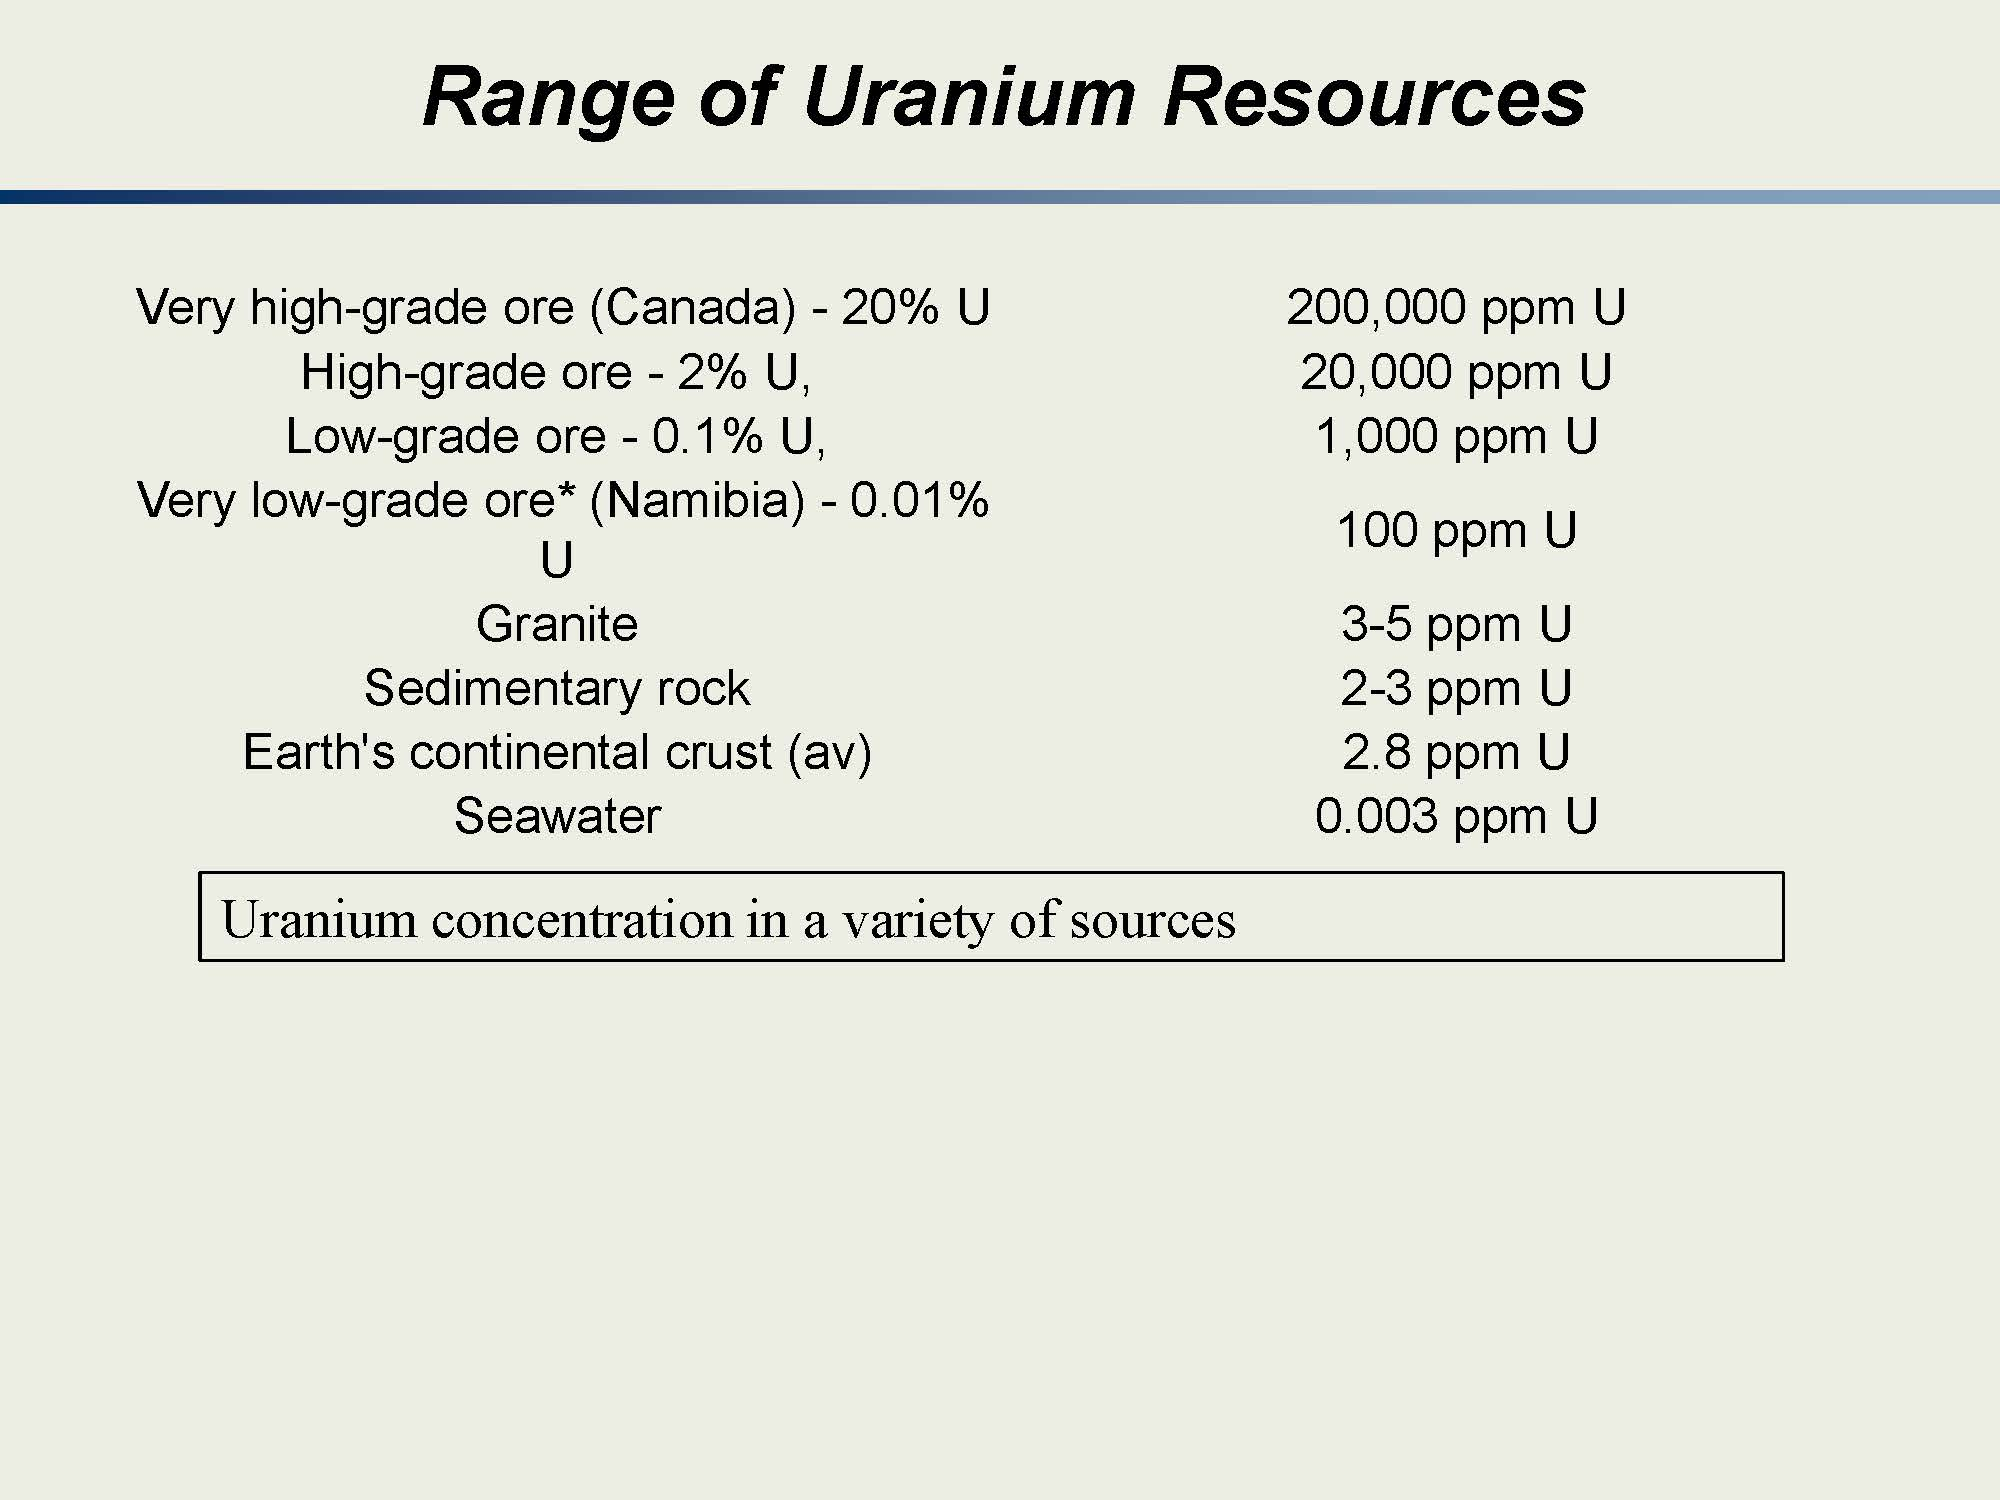 Range of Uranium Resources
Very high-grade ore (Canada) - 20% U 200,000 ppm U
High-grade ore - 2% U, 20,000 ppm U
Low-grade ore - 0.1% U, 1,000 ppm U
Very low-grade ore* (Namibia) - 0.01%
U 100 ppm U
Granite 3-5 ppm U
Sedimentary rock 2-3 ppm U
Earth's continental crust (av) 2.8 ppm U
Seawater 0.003 ppm U
Uranium concentration in a variety of sources